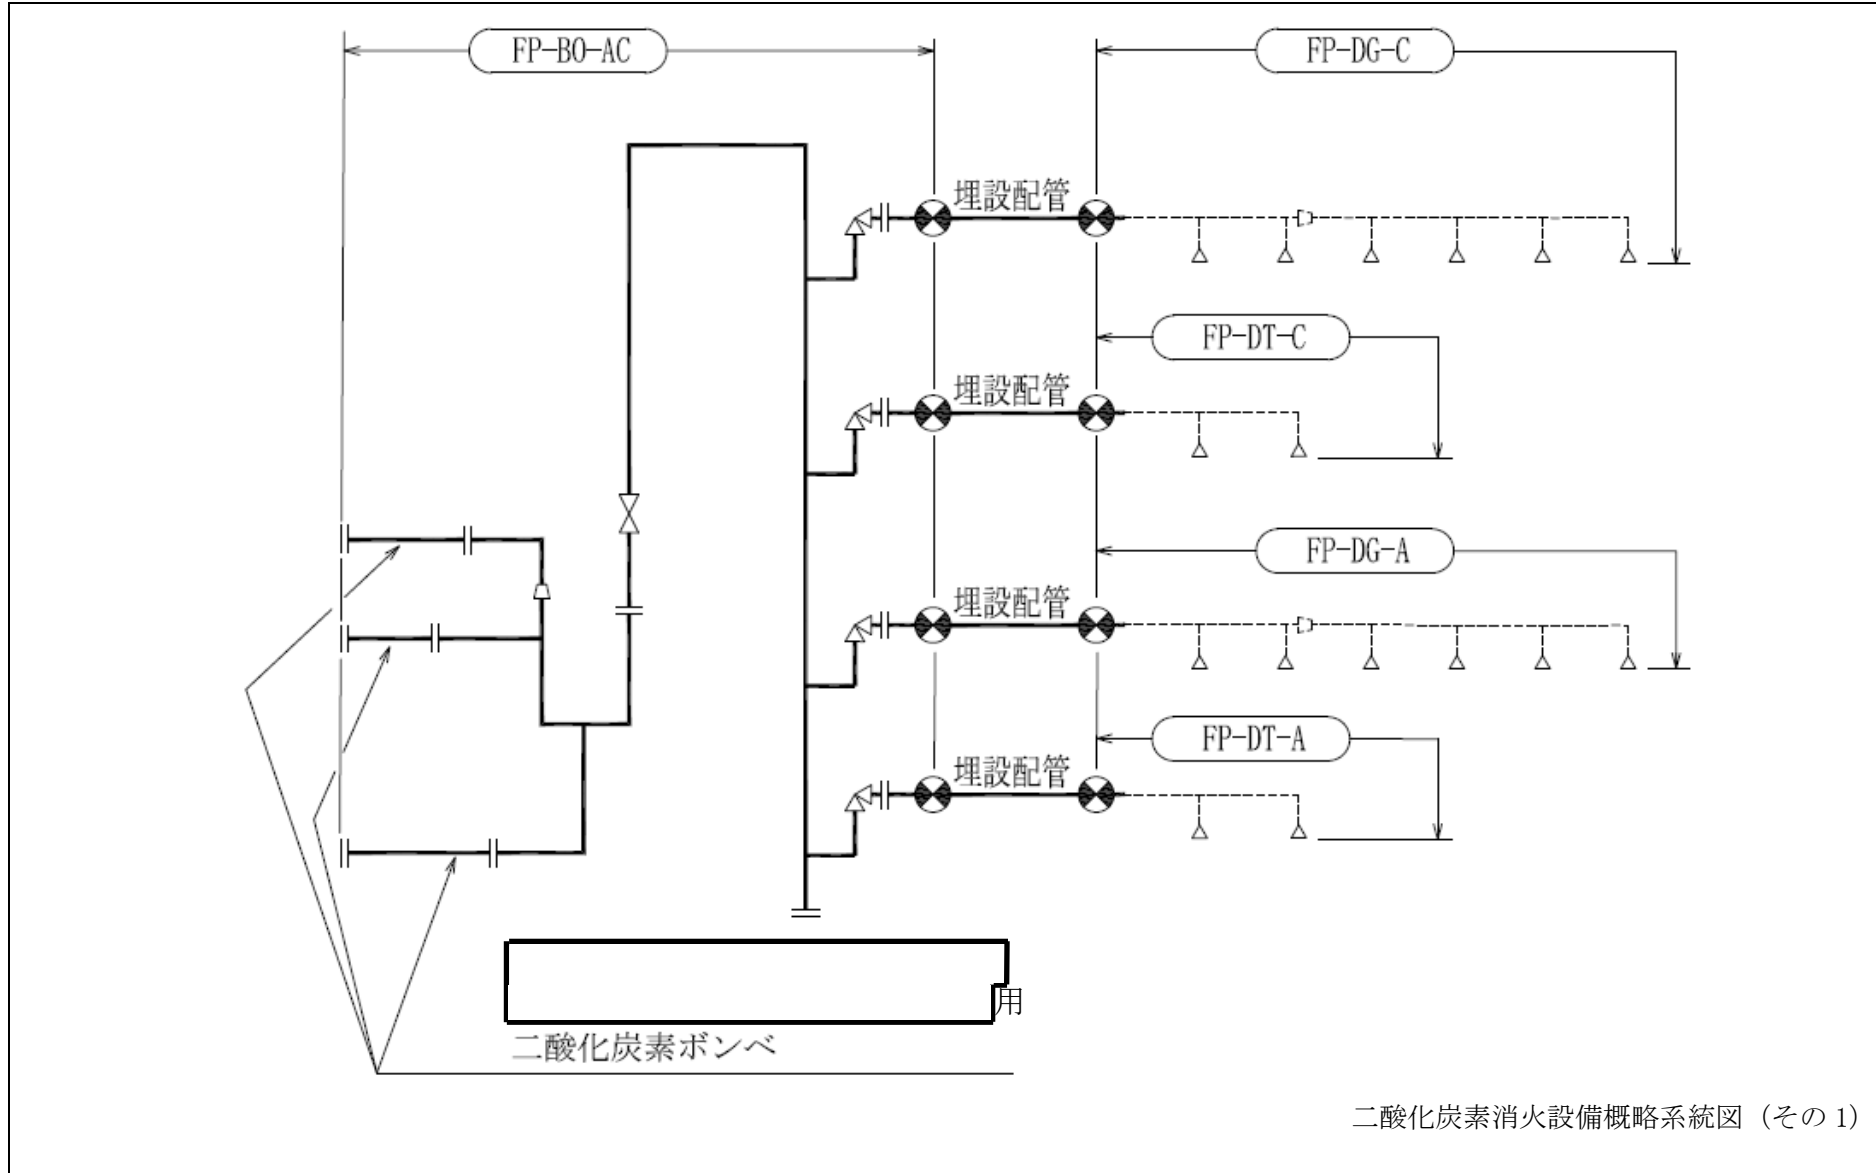 FP-BO-AC
FP-DG-C
埋設配管
FP-DT-C
埋設配管
FP-DG-A
埋設配管
FP-DT-A
埋設配管
用
二酸化炭素ボンベ
二酸化炭素消火設備概略系統図（その1）